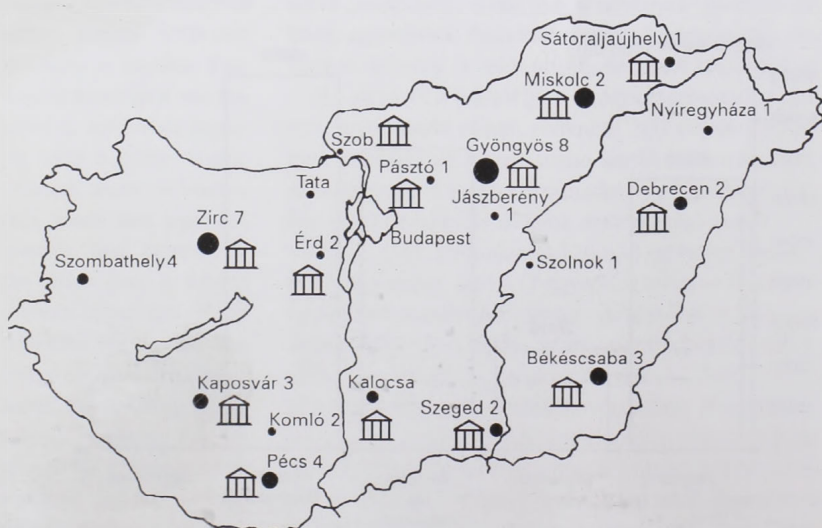 Sátoraljaújhely 1
Miskolc 2
Nyíregyháza 1
Szob
Pásztó 1
Gyöngyös 8
Tata
Jászberény
1
Debrecen 2
Zirc 7
Érd 2
Budapest
Szombathely 4
Szolnok 1
Békéscsaba 3
Kaposvár 3
Kalocsa
Komló 2
Szeged 2
Pécs 4